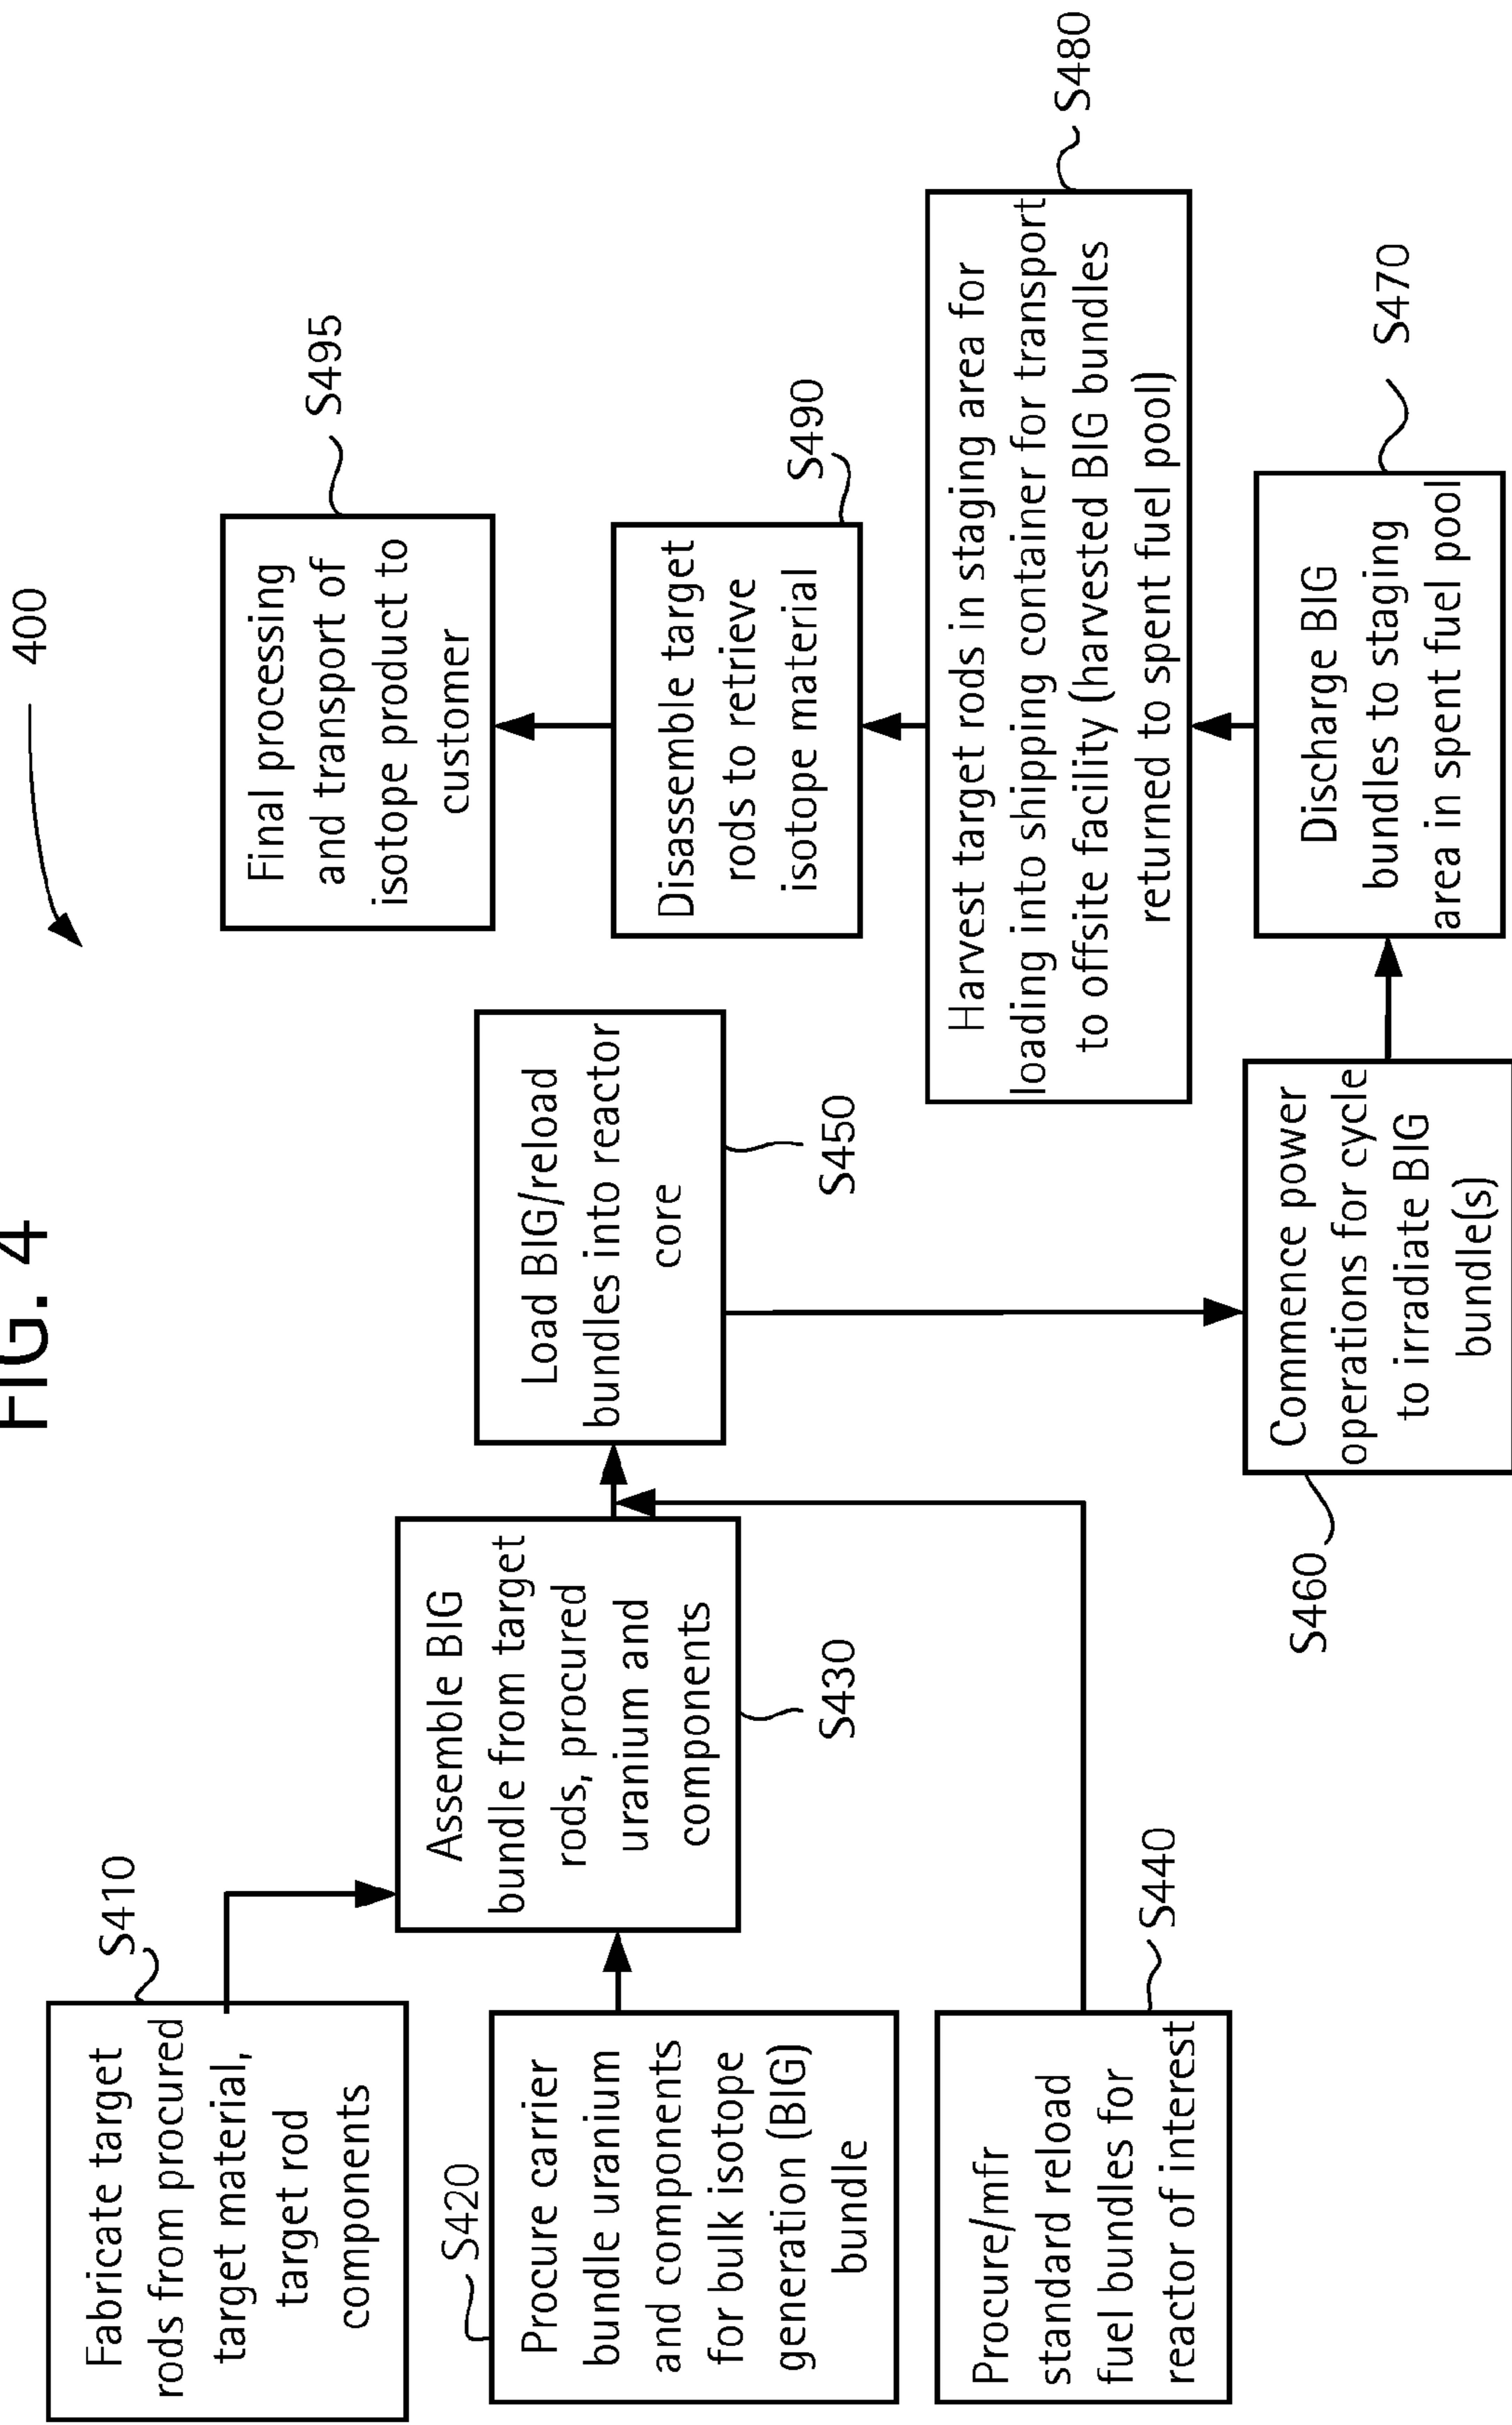 FIG. 4
400
Fabricate target
rods from procured
target material,
target rod
components
S410
S420
Procure carrier
bundle uranium
and components
for bulk isotope
generation (BIG)
bundle
Procure/mfr
standard reload
fuel bundles for
reactor of interest
S440
Assemble BIG
bundle from target
rods, procured
uranium and
components
S430
Load BIG/reload
bundles into reactor
core
S450
S460
Commence power
operations for cycle
to irradiate BIG
bundle(s)
Discharge BIG
bundles to staging
area in spent fuel pool
S470
Harvest target rods in staging area for
loading into shipping container for transport
to offsite facility (harvested BIG bundles
returned to spent fuel pool)
S480
Disassemble target
rods to retrieve
isotope material
S490
Final processing
and transport of
isotope product to
customer
S495